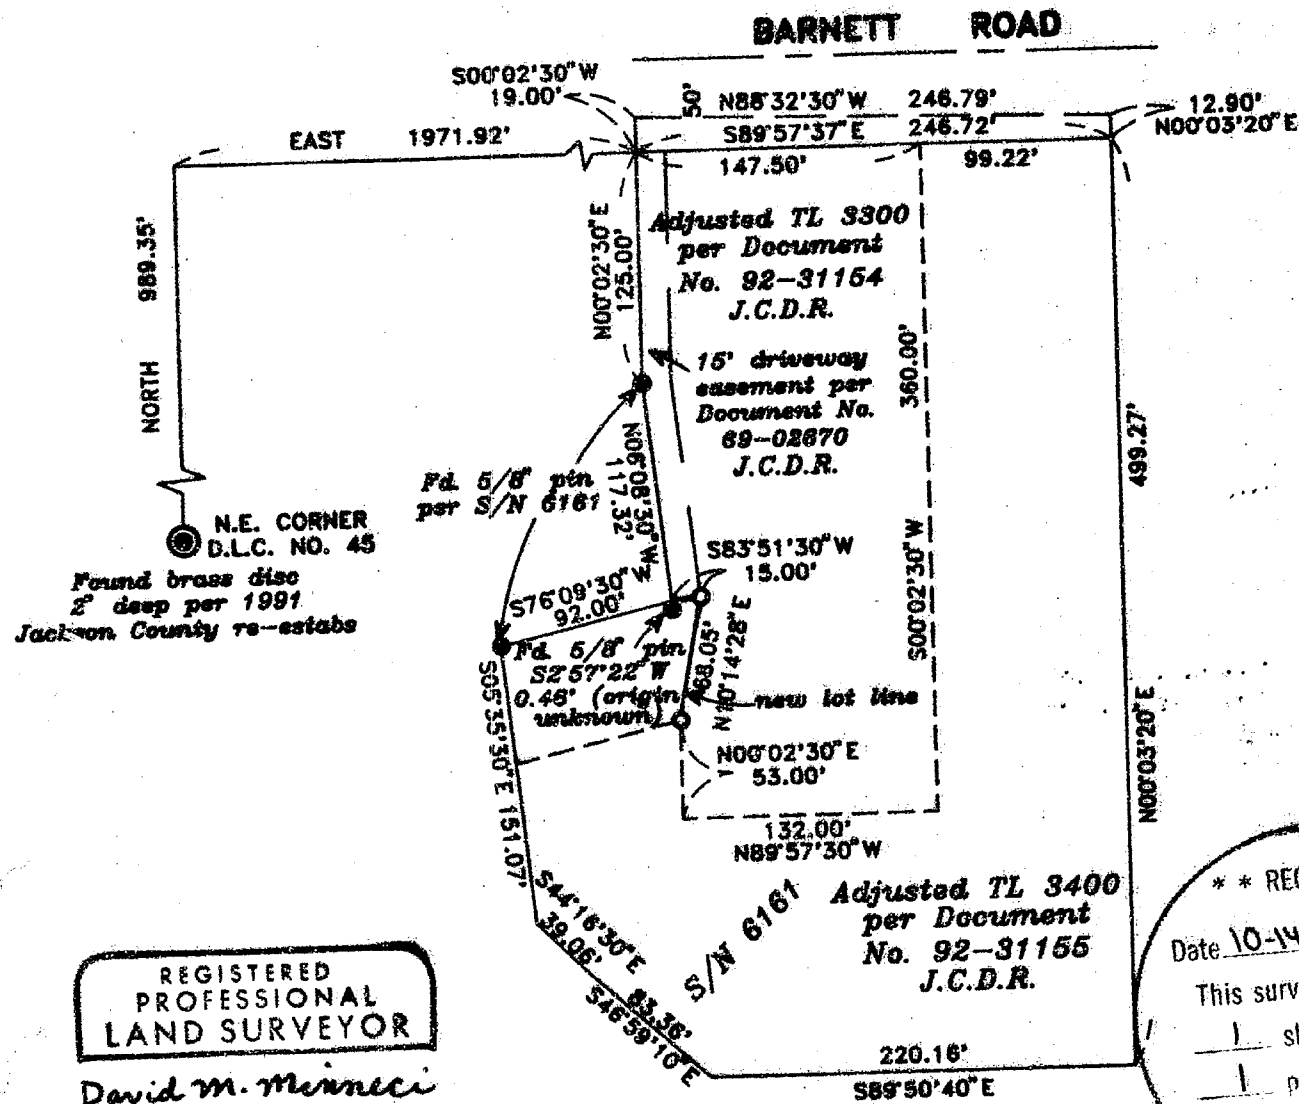 BARNETT ROAD
S00°02'30"W
19.00'
50'
N88°32'30"W 246.79'
12.90'
N00°03'20"E
EAST 1971.92'
S89°57'37"E 246.72'
147.50'
99.22'
NORTH 989.35'
N00°02'30"E
125.00'
Adjusted TL 3300
per Document
No. 92-31154
J.C.D.R.
15' driveway
easement per
Document No.
69-02670
J.C.D.R.
360.00'
S00°02'30"W
499.27'
N00°03'20"E
Fd. 5/8" pin
per S/N 6161
N06°08'30"W
117.32'
N.E. CORNER
D.L.C. NO. 45
Found brass disc
2" deep per 1991
Jackson County re-estabs
S83°51'30"W
15.00'
S76°09'30"
92.00'
Fd. 5/8" pin
S2°57'22"W
0.46' (origin
unknown)
68.05'
N10°14'28"E
new lot line
N00°02'30"E
53.00'
S05°35'30"E 151.07'
132.00'
N89°57'30"W
S44°16'30"E
39.06'
S/N 6161
Adjusted TL 3400
per Document
No. 92-31155
J.C.D.R.
83.36'
S46°59'10"E
220.16'
S89°50'40"E
REGISTERED
PROFESSIONAL
LAND SURVEYOR
David M. Minneci
* * REC
Date 10-14
This surv
1 s
1 p